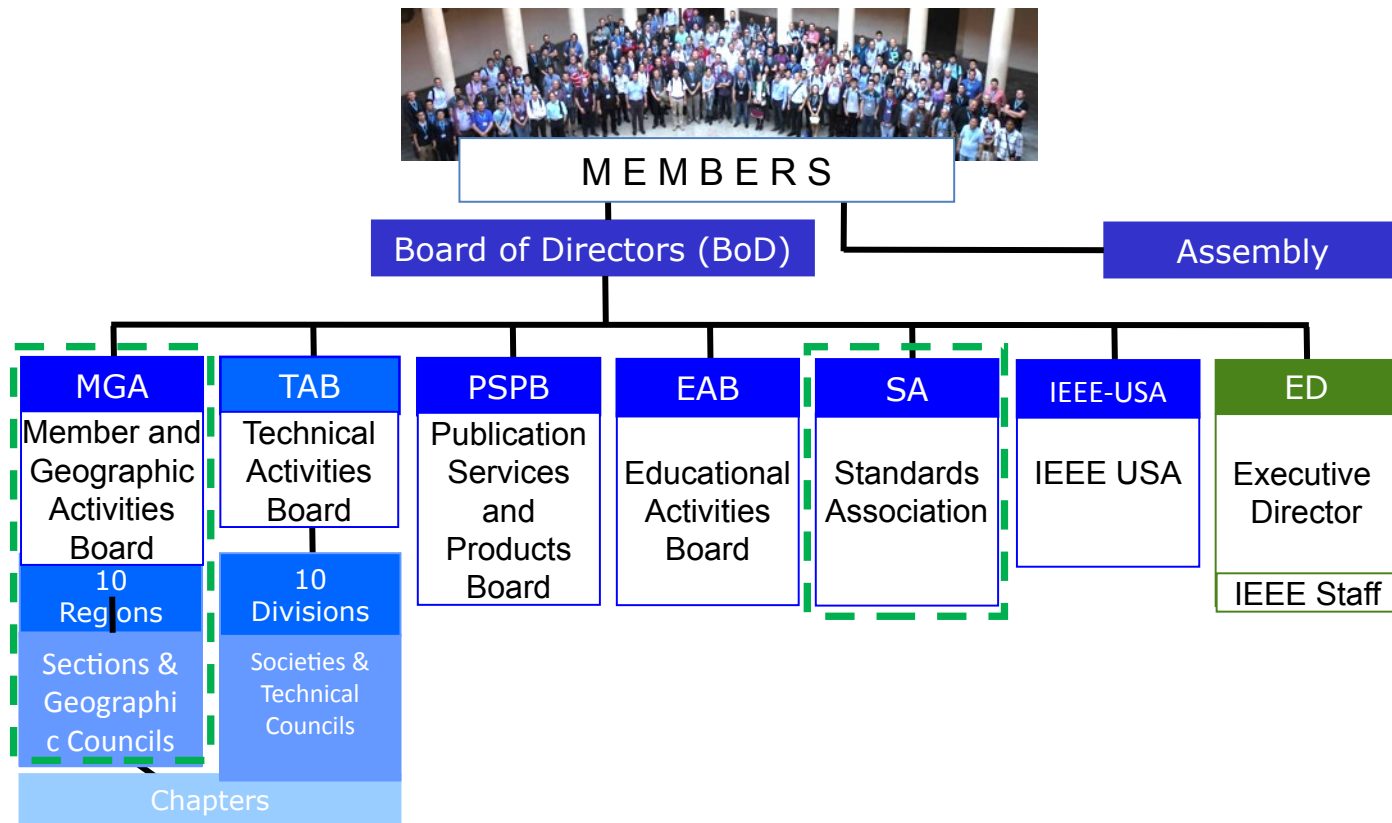 M E M B E R S
Board of Directors (BoD)
Assembly
MGA
Member and
Geographic
Activities
Board
10
Regions
Sections &
Geographi
c Councils
TAB
Technical
Activities
Board
10
Divisions
Societies &
Technical
Councils
Chapters
PSPB
Publication
Services
and
Products
Board
EAB
Educational
Activities
Board
SA
Standards
Association
IEEE-USA
IEEE USA
ED
Executive
Director
IEEE Staff